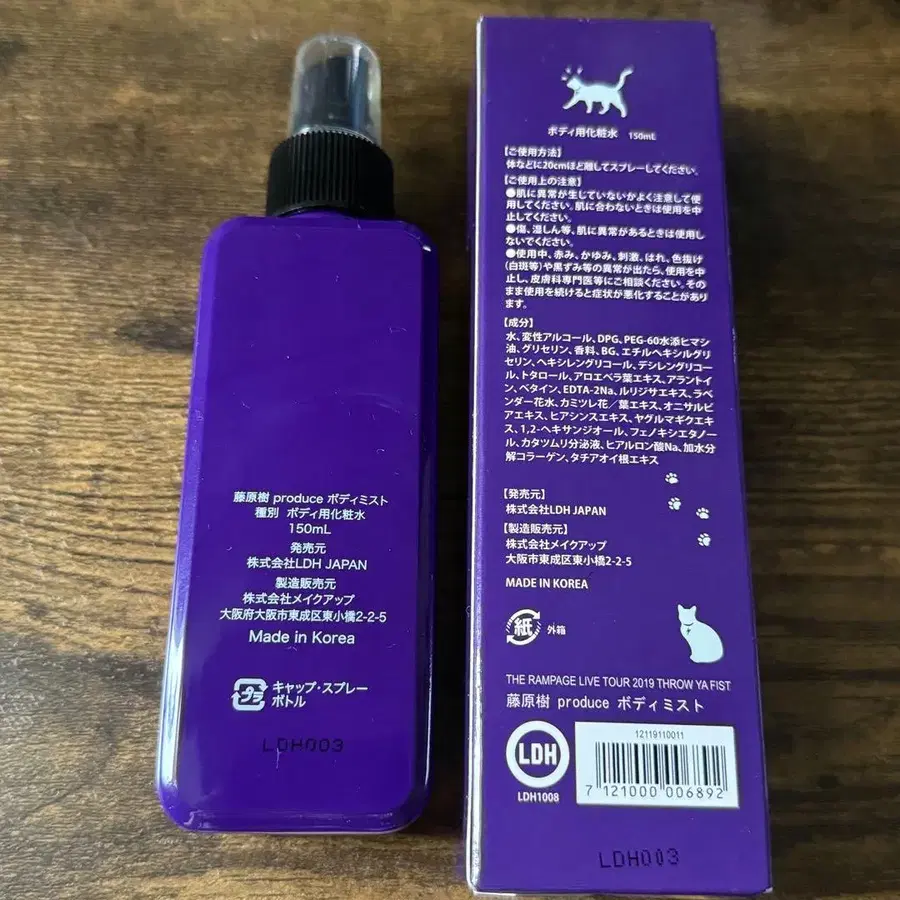 藤原樹 produce ボディミスト
種別 ボディ用化粧水
150mL
発売元
株式会社LDH JAPAN
製造販売元
株式会社メイクアップ
大阪府大阪市東成区東小橋2-2-5
Made in Korea
プラ
キャップ・スプレー
ボトル
LDH003
ボディ用化粧水 150mL
【ご使用方法】
体などに20cmほど離してスプレーしてください。
【ご使用上の注意】
●肌に異常が生じていないかよく注意して使
用してください。肌に合わないときは使用を中
止してください。
●傷、湿しん等、肌に異常があるときは使用し
ないでください。
●使用中、赤み、かゆみ、刺激、はれ、色抜け
(白斑等)や黒ずみ等の異常が出たら、使用を中
止し、皮膚科専門医等にご相談ください。その
まま使用を続けると症状が悪化することがあり
ます。
【成分】
水、変性アルコール、DPG、PEG-60水添ヒマシ
油、グリセリン、香料、BG、エチルヘキシルグリ
セリン、ヘキシレングリコール、デシレングリコー
ル、トタロール、アロエベラ葉エキス、アラントイ
ン、ベタイン、EDTA-2Na、ルリジサエキス、ラベ
ンダー花水、カミツレ花／葉エキス、オニサルビ
アエキス、ヒアシンスエキス、ヤグルマギクエキ
ス、1,2-ヘキサンジオール、フェノキシエタノー
ル、カタツムリ分泌液、ヒアルロン酸Na、加水分
解コラーゲン、タチアオイ根エキス
【発売元】
株式会社LDH JAPAN
【製造販売元】
株式会社メイクアップ
大阪市東成区東小橋2-2-5
MADE IN KOREA
紙 外箱
THE RAMPAGE LIVE TOUR 2019 THROW YA FIST
藤原樹 produce ボディミスト
LDH
LDH1008
12119110011
7 121000 006892
LDH003